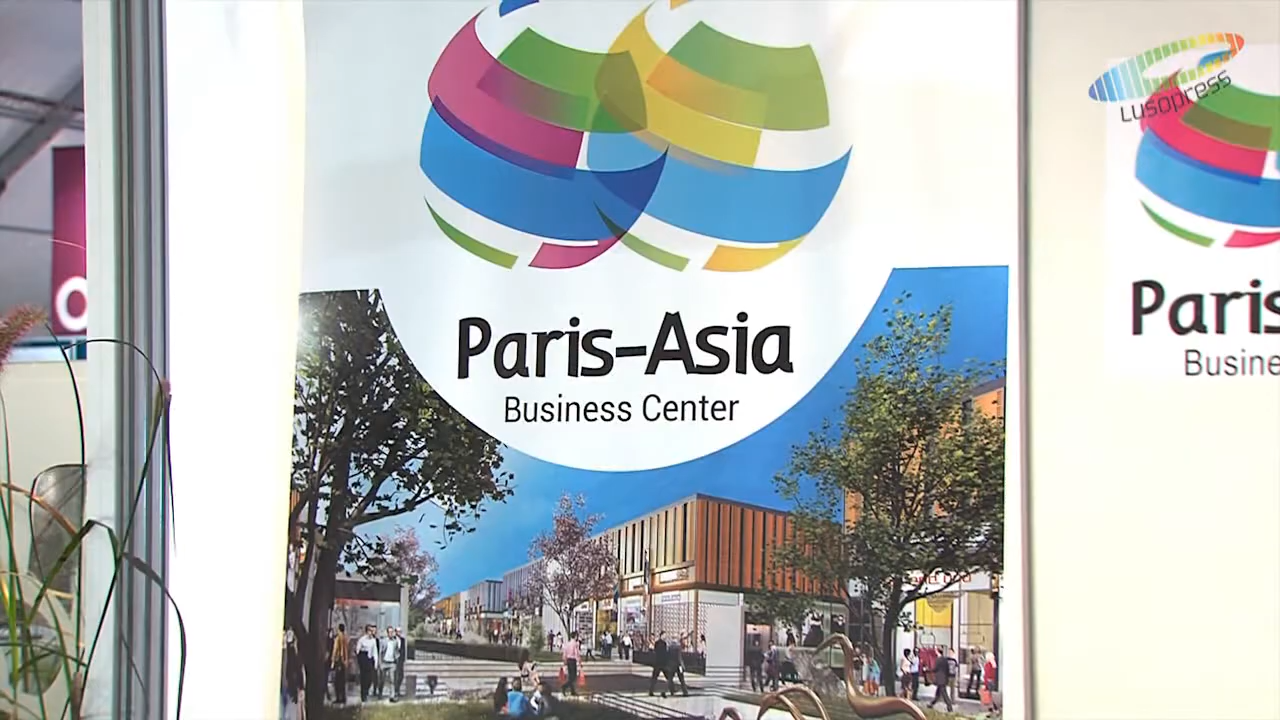 Lusopress
Paris-Asia
Business Center
Paris
Busine
O